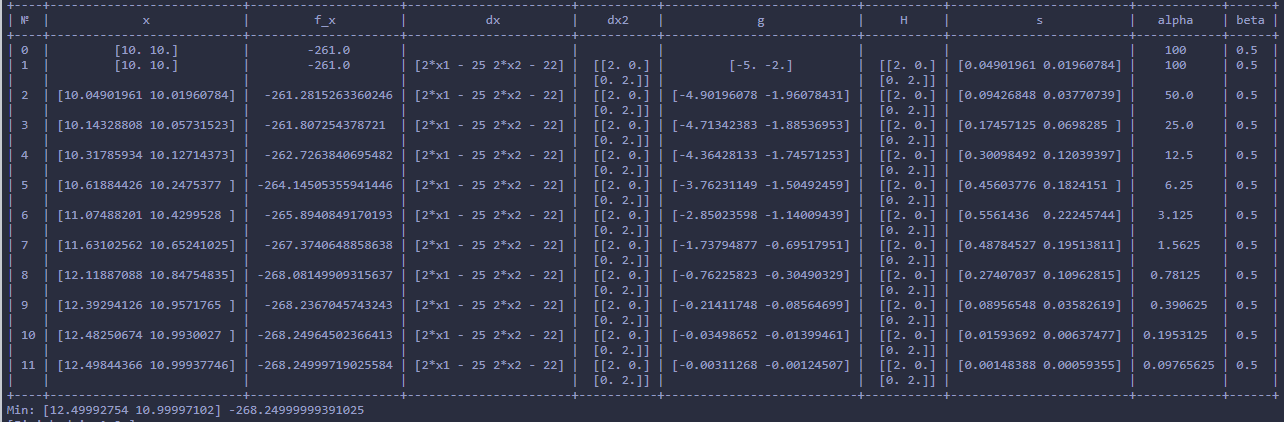 | № | x | f_x | dx | dx2 | g | H | s | alpha | beta |
| 0 | [10. 10.] | -261.0 | | | | | | 100 | 0.5 |
| 1 | [10. 10.] | -261.0 | [2*x1 - 25 2*x2 - 22] | [[2. 0.] | [-5. -2.] | [[2. 0.] | [0.04901961 0.01960784] | 100 | 0.5 |
| | | | | [0. 2.]] | | [0. 2.]] | | | |
| 2 | [10.04901961 10.01960784] | -261.2815263360246 | [2*x1 - 25 2*x2 - 22] | [[2. 0.] | [-4.90196078 -1.96078431] | [[2. 0.] | [0.09426848 0.03770739] | 50.0 | 0.5 |
| | | | | [0. 2.]] | | [0. 2.]] | | | |
| 3 | [10.14328808 10.05731523] | -261.807254378721 | [2*x1 - 25 2*x2 - 22] | [[2. 0.] | [-4.71342383 -1.88536953] | [[2. 0.] | [0.17457125 0.0698285 ] | 25.0 | 0.5 |
| | | | | [0. 2.]] | | [0. 2.]] | | | |
| 4 | [10.31785934 10.12714373] | -262.7263840695482 | [2*x1 - 25 2*x2 - 22] | [[2. 0.] | [-4.36428133 -1.74571253] | [[2. 0.] | [0.30098492 0.12039397] | 12.5 | 0.5 |
| | | | | [0. 2.]] | | [0. 2.]] | | | |
| 5 | [10.61884426 10.2475377 ] | -264.14505355941446 | [2*x1 - 25 2*x2 - 22] | [[2. 0.] | [-3.76231149 -1.50492459] | [[2. 0.] | [0.45603776 0.1824151 ] | 6.25 | 0.5 |
| | | | | [0. 2.]] | | [0. 2.]] | | | |
| 6 | [11.07488201 10.4299528 ] | -265.8940849170193 | [2*x1 - 25 2*x2 - 22] | [[2. 0.] | [-2.85023598 -1.14009439] | [[2. 0.] | [0.5561436 0.22245744] | 3.125 | 0.5 |
| | | | | [0. 2.]] | | [0. 2.]] | | | |
| 7 | [11.63102562 10.65241025] | -267.3740648858638 | [2*x1 - 25 2*x2 - 22] | [[2. 0.] | [-1.73794877 -0.69517951] | [[2. 0.] | [0.48784527 0.19513811] | 1.5625 | 0.5 |
| | | | | [0. 2.]] | | [0. 2.]] | | | |
| 8 | [12.11887088 10.84754835] | -268.08149909315637 | [2*x1 - 25 2*x2 - 22] | [[2. 0.] | [-0.76225823 -0.30490329] | [[2. 0.] | [0.27407037 0.10962815] | 0.78125 | 0.5 |
| | | | | [0. 2.]] | | [0. 2.]] | | | |
| 9 | [12.39294126 10.9571765 ] | -268.2367045743243 | [2*x1 - 25 2*x2 - 22] | [[2. 0.] | [-0.21411748 -0.08564699] | [[2. 0.] | [0.08956548 0.03582619] | 0.390625 | 0.5 |
| | | | | [0. 2.]] | | [0. 2.]] | | | |
| 10 | [12.48250674 10.9930027 ] | -268.24964502366413 | [2*x1 - 25 2*x2 - 22] | [[2. 0.] | [-0.03498652 -0.01399461] | [[2. 0.] | [0.01593692 0.00637477] | 0.1953125 | 0.5 |
| | | | | [0. 2.]] | | [0. 2.]] | | | |
| 11 | [12.49844366 10.99937746] | -268.24999719025584 | [2*x1 - 25 2*x2 - 22] | [[2. 0.] | [-0.00311268 -0.00124507] | [[2. 0.] | [0.00148388 0.00059355] | 0.09765625 | 0.5 |
| | | | | [0. 2.]] | | [0. 2.]] | | | |
Min: [12.49992754 10.99997102] -268.24999999391025